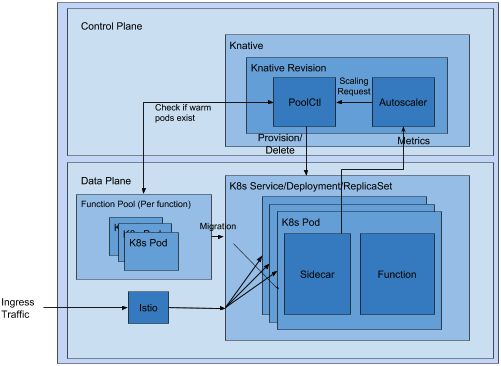 Control Plane
Knative
Knative Revision
Scaling
Request
PoolCtl
Autoscaler
Check if warm
pods exist
Provision/
Delete
Metrics
Data Plane
K8s Service/Deployment/ReplicaSet
Function Pool (Per function)
K8s Pod
Migration
K8s Pod
Sidecar
Function
Ingress
Traffic
Istio